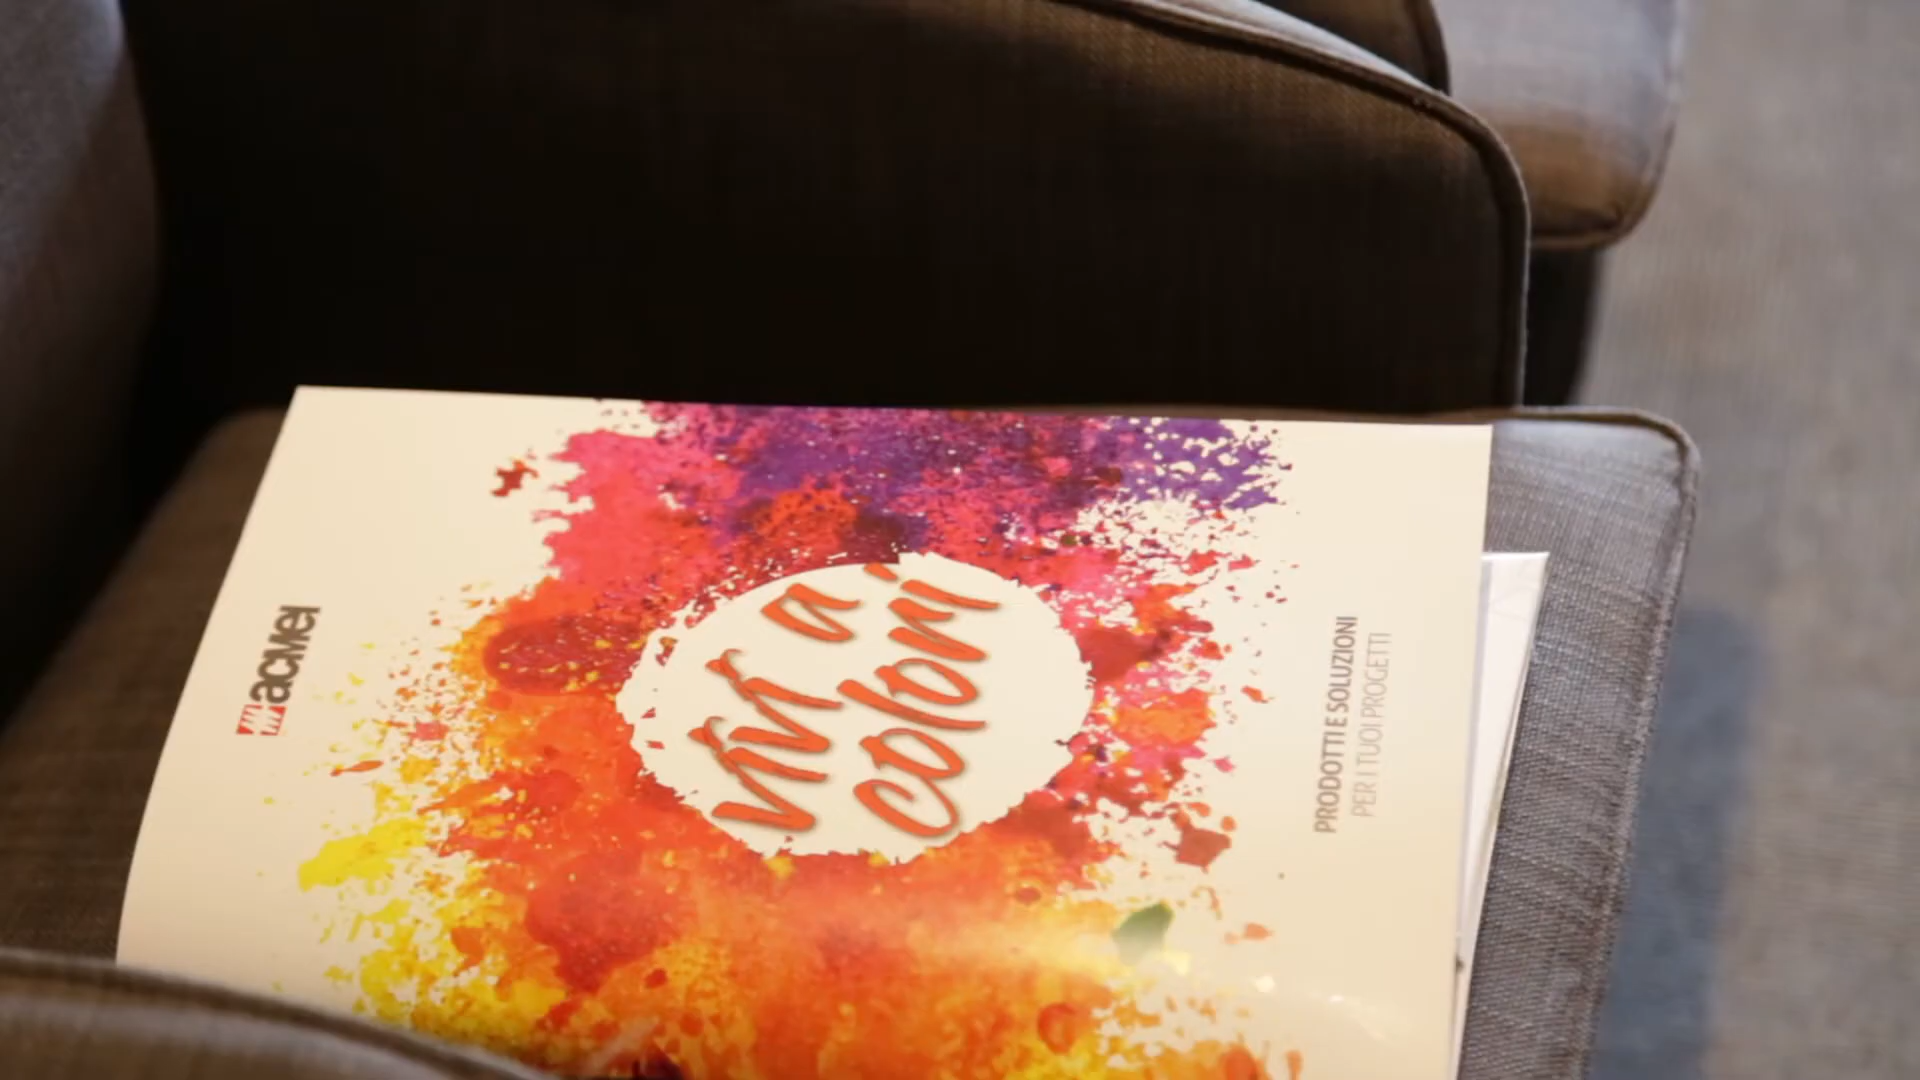 acmei
vivi a
colori
PRODOTTI E SOLUZIONI
PER I TUOI PROGETTI